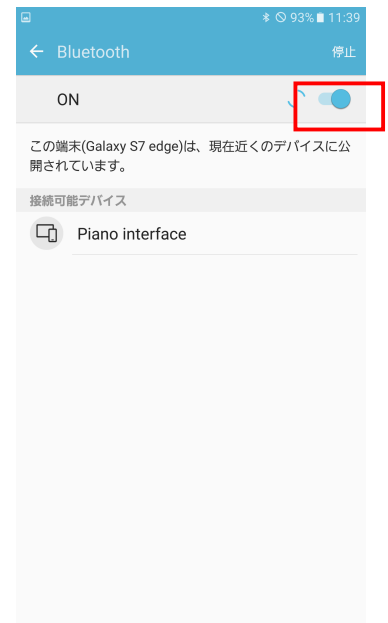 93% 11:39
Bluetooth 停止
ON
この端末(Galaxy S7 edge)は、現在近くのデバイスに公
開されています。
接続可能デバイス
Piano interface